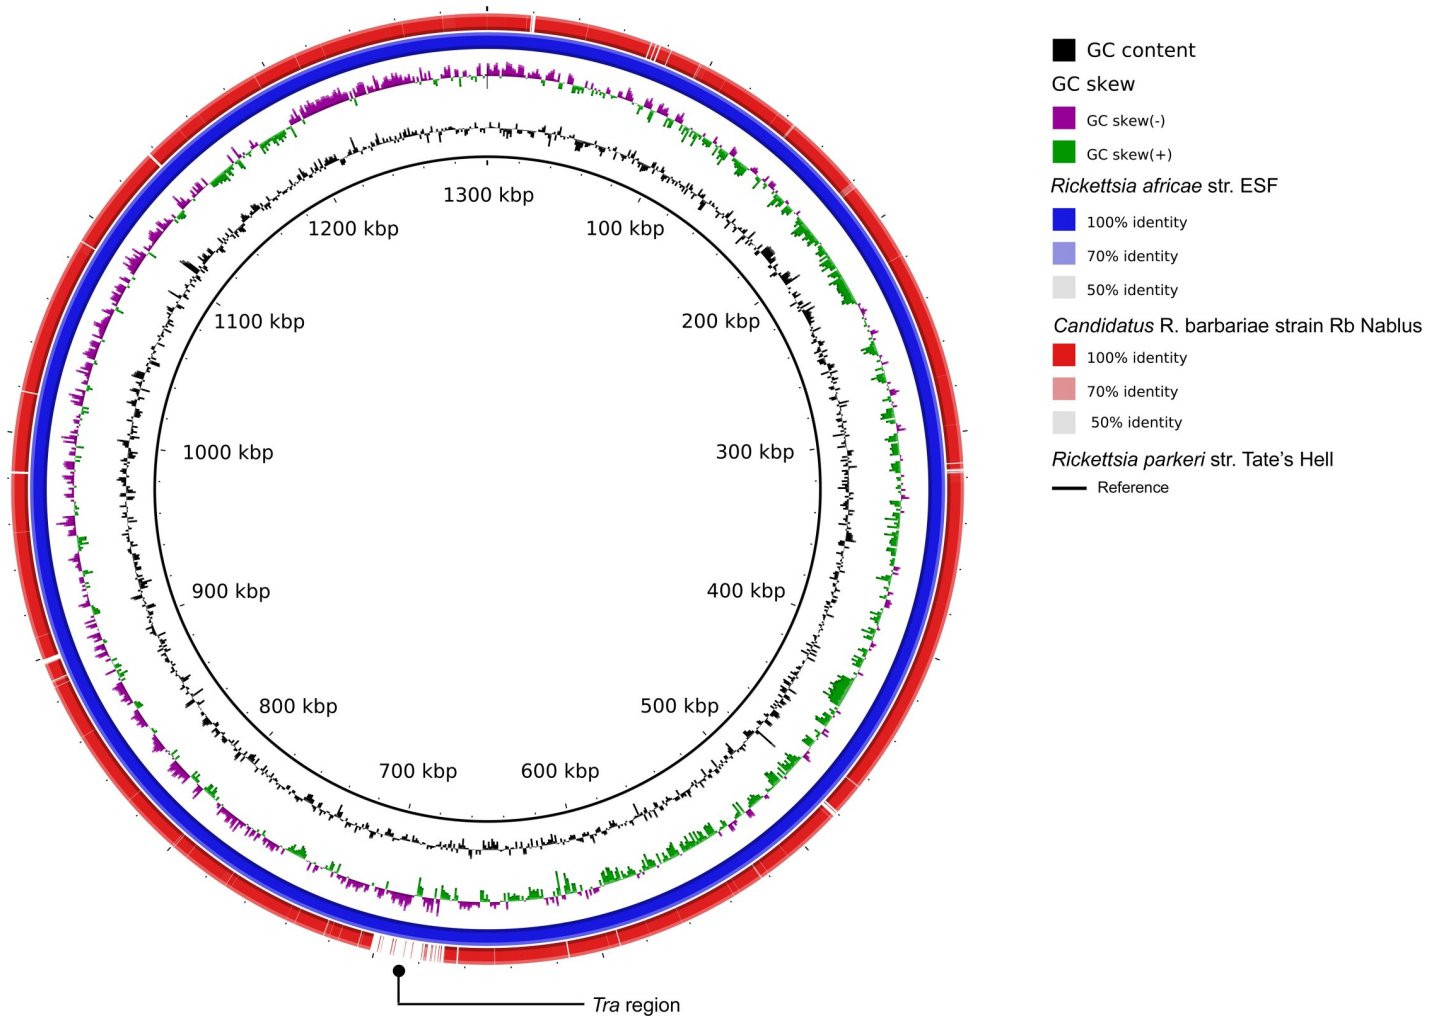 1300 kbp
100 kbp
200 kbp
300 kbp
400 kbp
500 kbp
600 kbp
700 kbp
800 kbp
900 kbp
1000 kbp
1100 kbp
1200 kbp
Tra region
GC content
GC skew
GC skew(-)
GC skew(+)
Rickettsia africae str. ESF
100% identity
70% identity
50% identity
Candidatus R. barbariae strain Rb Nablus
100% identity
70% identity
50% identity
Rickettsia parkeri str. Tate’s Hell
Reference